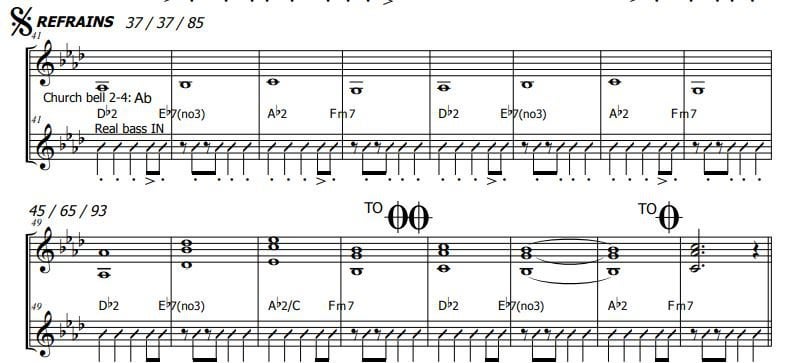 REFRAINS 37 / 37 / 85
41
Church bell 2-4: Ab
D♭2 E♭7(no3) A♭2 Fm7 D♭2 E♭7(no3) A♭2 Fm7
41 Real bass IN
45 / 65 / 93 TO TO
49
D♭2 E♭7(no3) A♭2/C Fm7 D♭2 E♭7(no3) A♭2 Fm7
49